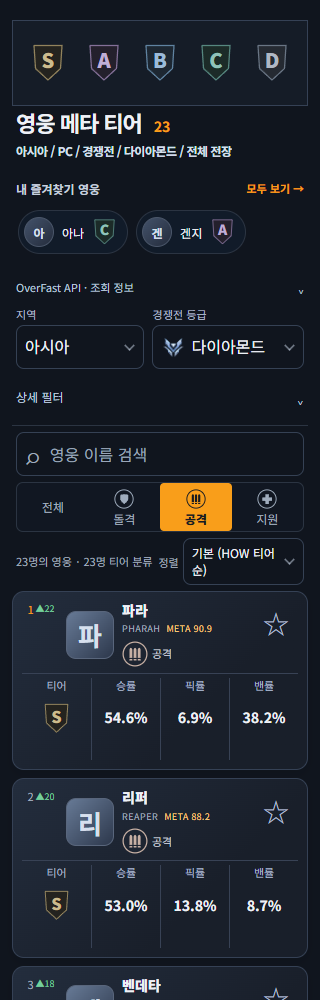 S A B C D
영웅 메타 티어 23
아시아 / PC / 경쟁전 / 다이아몬드 / 전체 전장
내 즐겨찾기 영웅 모두 보기 →
아 아나 C 겐 겐지 A
OverFast API · 조회 정보
지역 경쟁전 등급
아시아 다이아몬드
상세 필터
영웅 이름 검색
전체 돌격 공격 지원
23명의 영웅 · 23명 티어 분류 정렬 기본 (HOW 티어
순)
1 ▲22 파 파라
PHARAH META 90.9
공격
티어 승률 픽률 밴률
S 54.6% 6.9% 38.2%
2 ▲20 리 리퍼
REAPER META 88.2
공격
티어 승률 픽률 밴률
S 53.0% 13.8% 8.7%
3 ▲18 벤데타